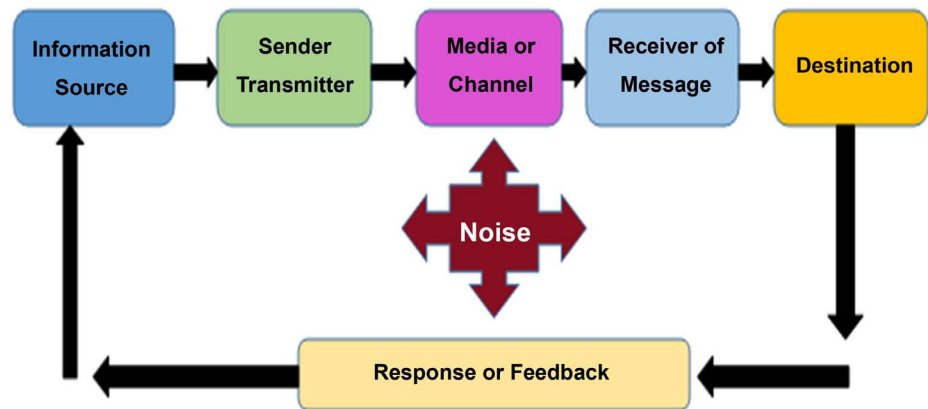 Information
Source
Sender
Transmitter
Media or
Channel
Receiver of
Message
Destination
Noise
Response or Feedback